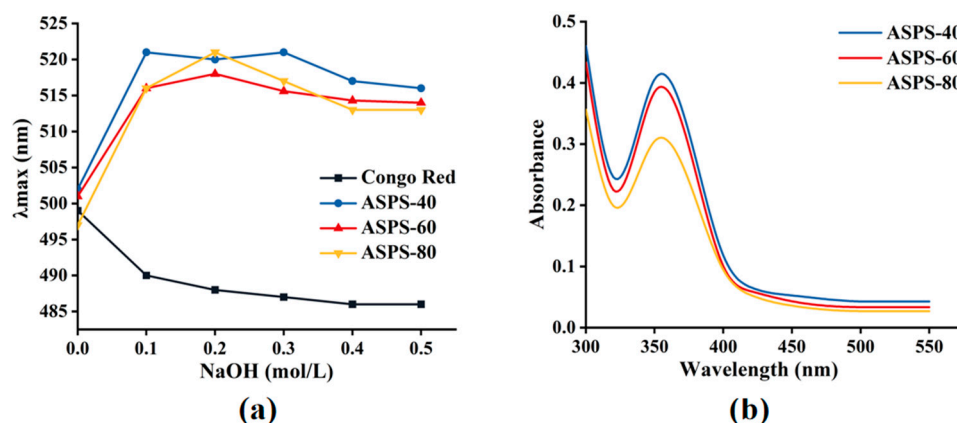 525
520
515
510
505
500
495
490
485
λmax (nm)
Congo Red
ASPS-40
ASPS-60
ASPS-80
0.0 0.1 0.2 0.3 0.4 0.5
NaOH (mol/L)
(a)
0.5
0.4
0.3
0.2
0.1
0.0
Absorbance
ASPS-40
ASPS-60
ASPS-80
300 350 400 450 500 550
Wavelength (nm)
(b)